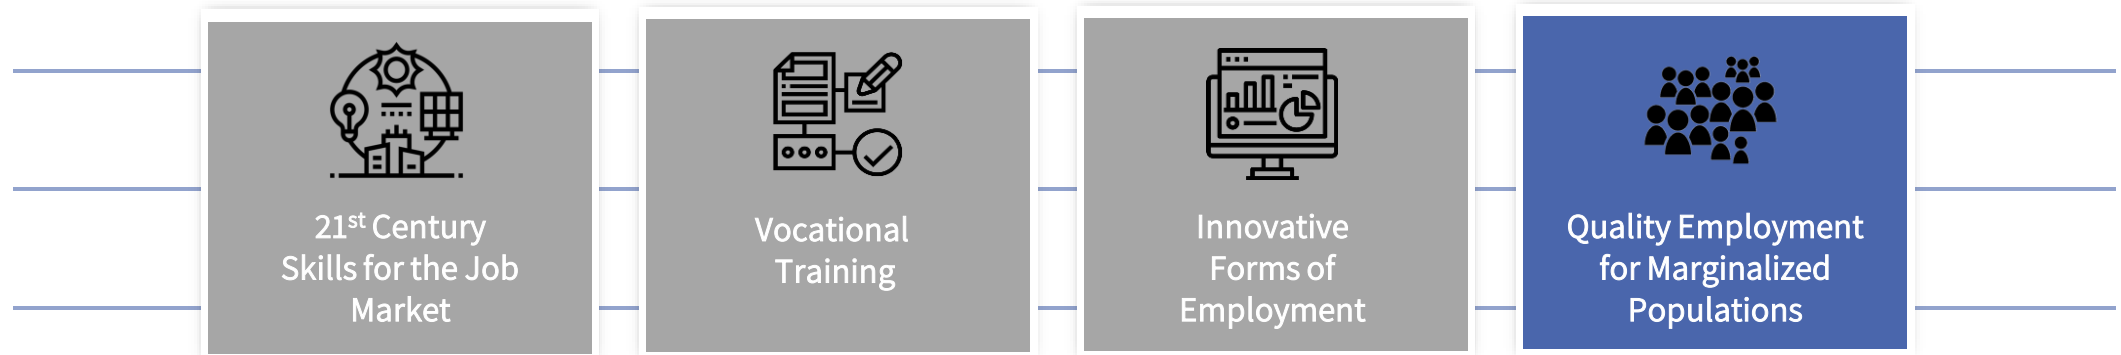 21st Century
Skills for the Job
Market
Vocational
Training
Innovative
Forms of
Employment
Quality Employment
for Marginalized
Populations